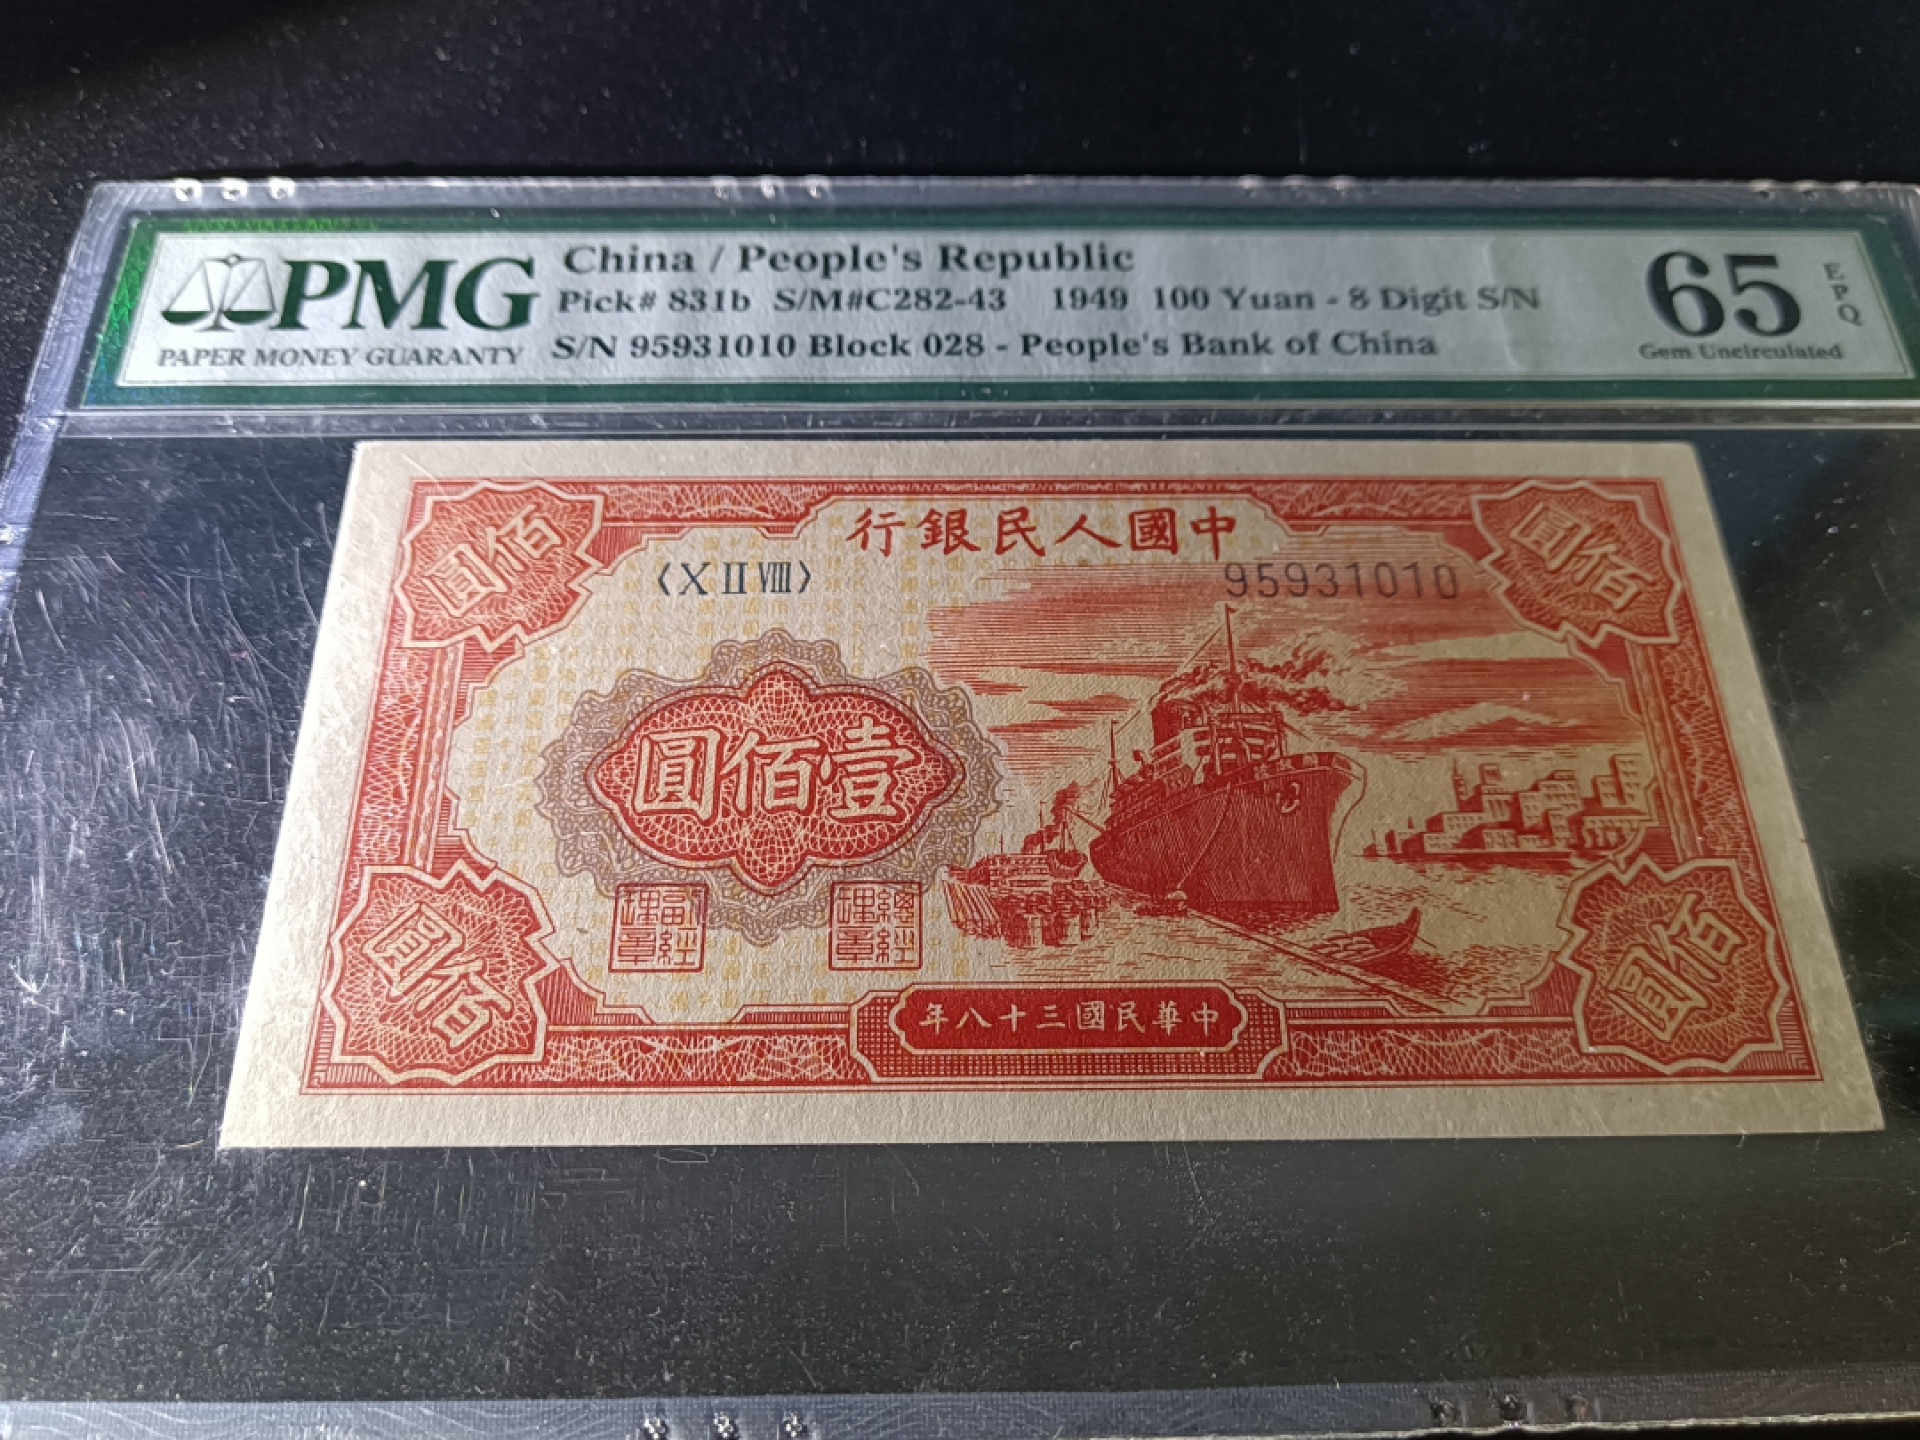 PMG
PAPER MONEY GUARANTY
China / People's Republic
Pick# 831b S/M#C282-43 1949 100 Yuan - 8 Digit S/N
S/N 95931010 Block 028 - People's Bank of China
65
EPQ
Gem Uncirculated
中國人民銀行
〈X II VIII〉
95931010
佰圓
佰圓
壹佰圓
副經理章
總經理章
佰圓
佰圓
中華民國三十八年